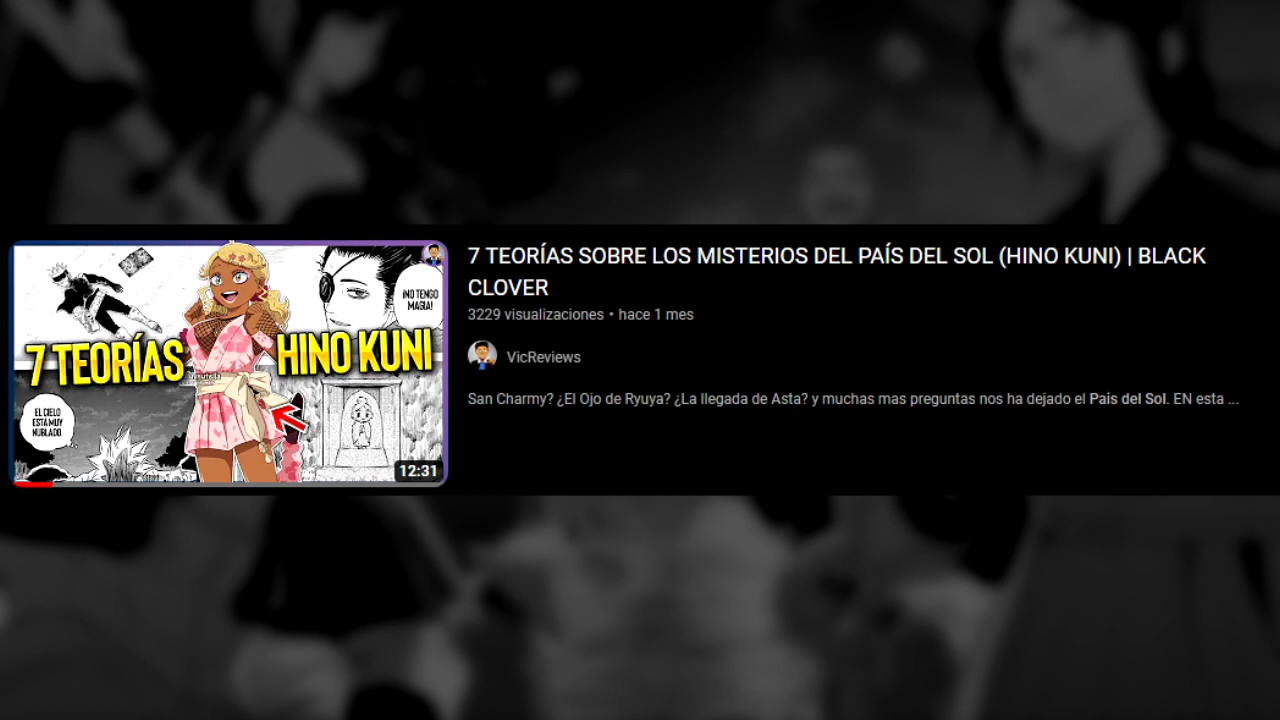 7 TEORÍAS HINO KUNI
¡NO TENGO
MAGIA!
EL CIELO
ESTA MUY
NUBLADO.
12:31
7 TEORÍAS SOBRE LOS MISTERIOS DEL PAÍS DEL SOL (HINO KUNI) | BLACK
CLOVER
3229 visualizaciones • hace 1 mes
VicReviews
San Charmy? ¿El Ojo de Ryuya? ¿La llegada de Asta? y muchas mas preguntas nos ha dejado el Pais del Sol. EN esta ...